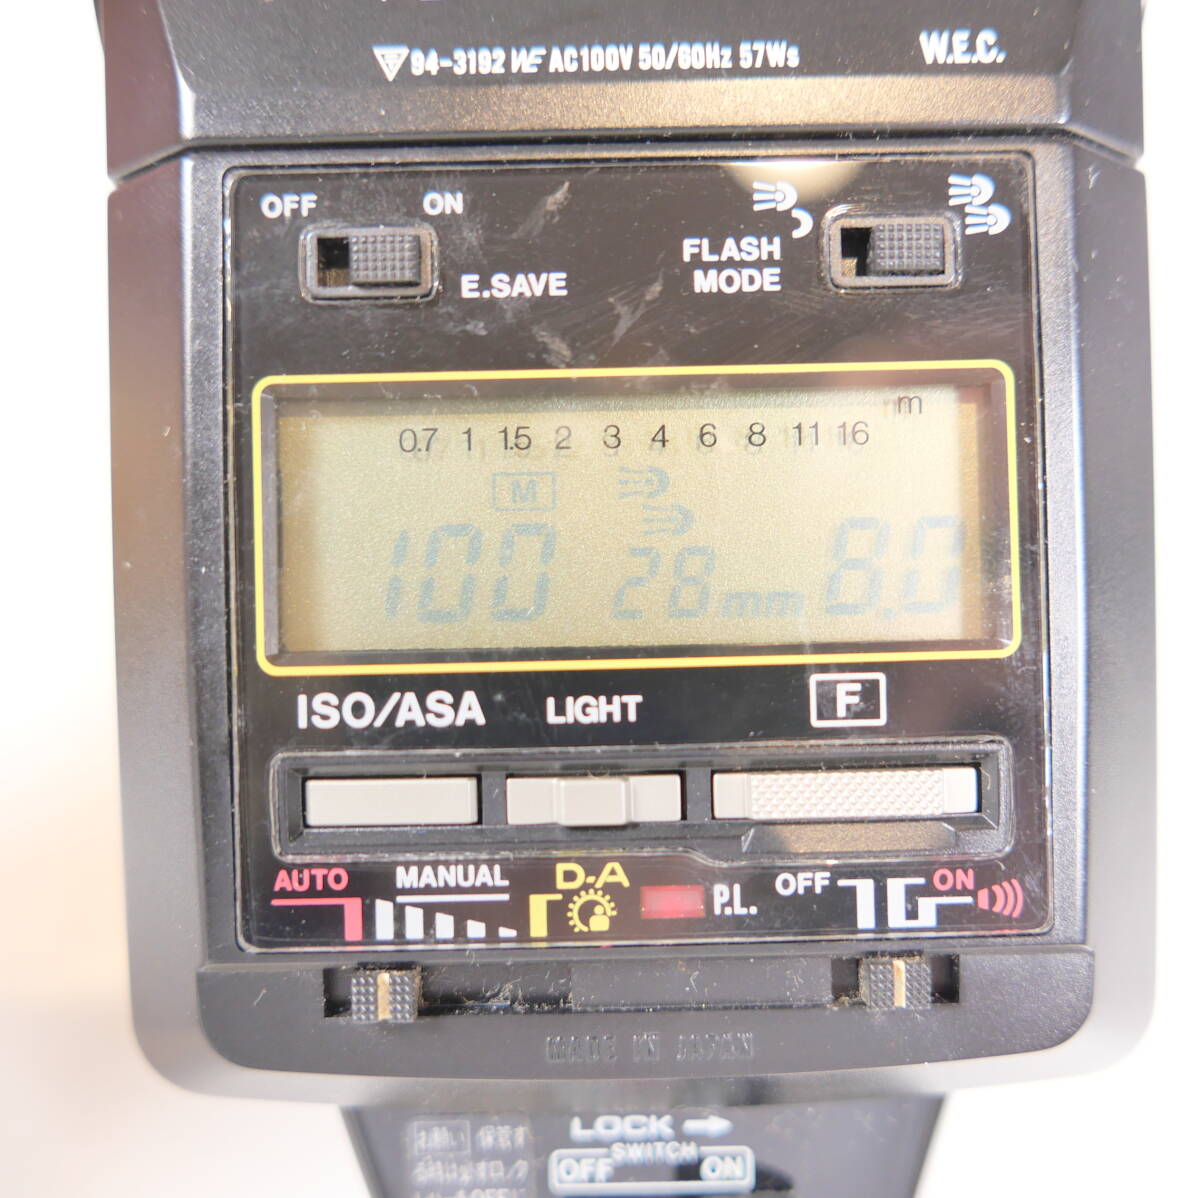 94-3192 AC100V 50/60Hz 57Ws W.E.C.
OFF ON
E.SAVE
FLASH
MODE
m
0.7 1 1.5 2 3 4 6 8 11 16
M
100 28mm 8.0
ISO/ASA LIGHT F
AUTO MANUAL D-A P.L. OFF ON
MADE IN JAPAN
LOCK →
SWITCH
OFF ON